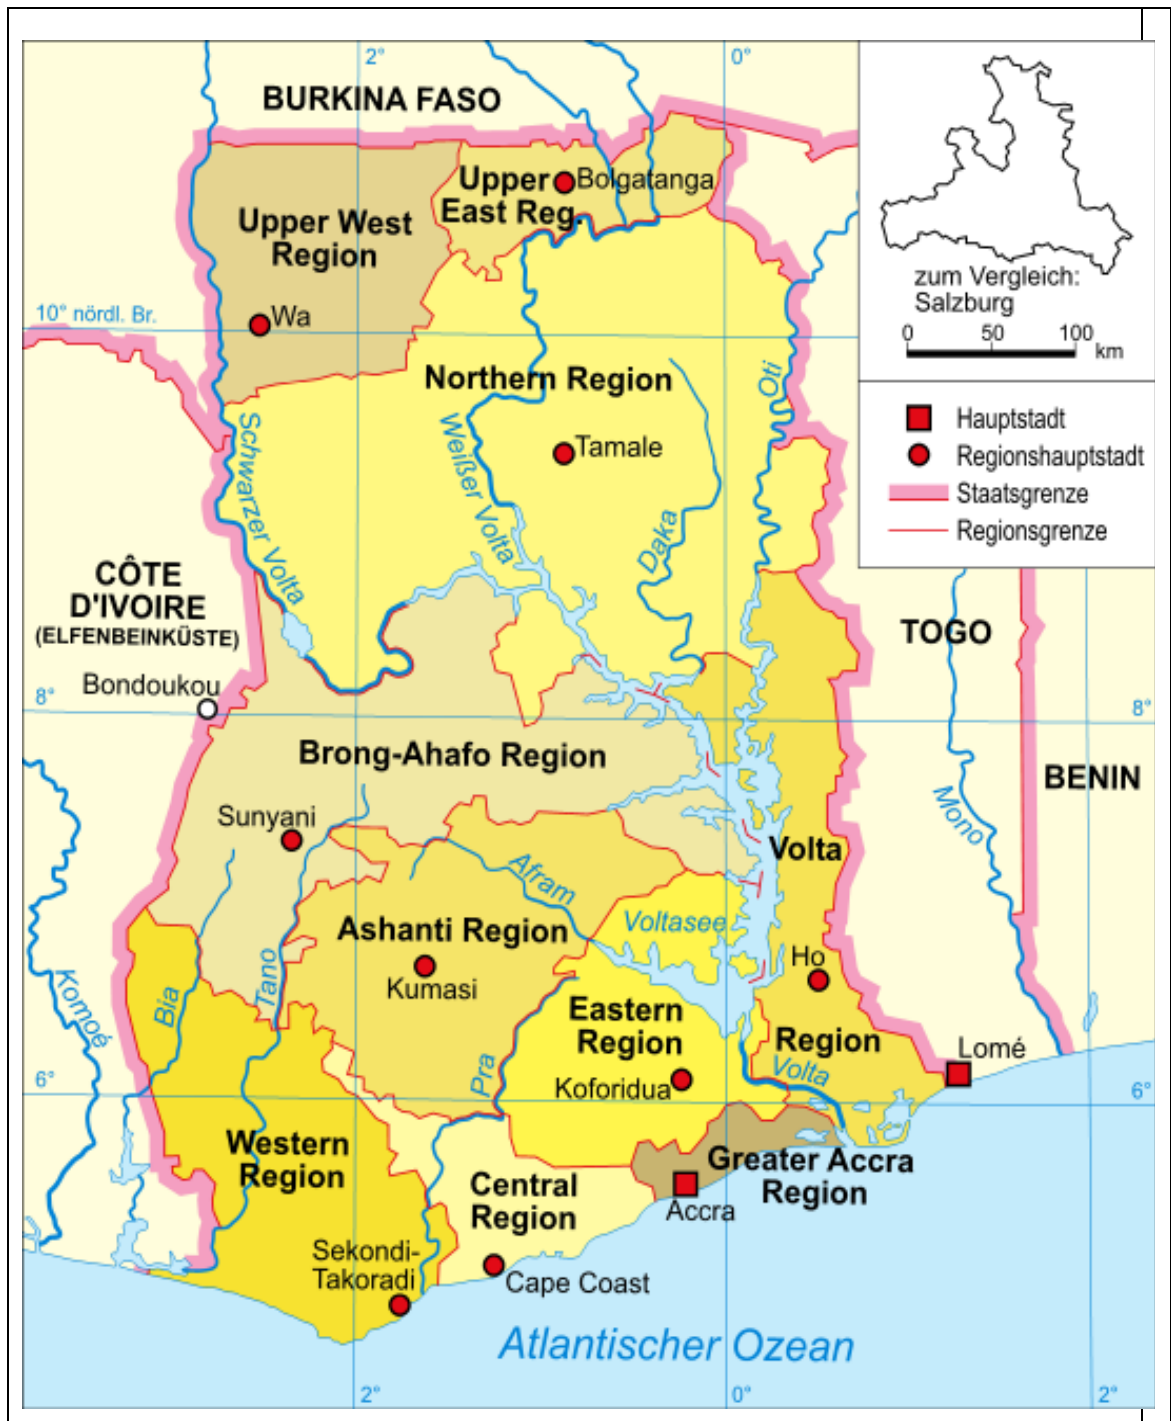 2°
0°
BURKINA FASO
Upper
East Reg.
Bolgatanga
Upper West
Region
zum Vergleich:
Salzburg
0 50 100
km
10° nördl. Br.
Wa
Northern Region
Oti
Hauptstadt
Regionshauptstadt
Staatsgrenze
Regionsgrenze
Schwarzer Volta
Weißer Volta
Tamale
Daka
CÔTE
D'IVOIRE
(ELFENBEINKÜSTE)
TOGO
Bondoukou
8°
8°
Brong-Ahafo Region
BENIN
Sunyani
Mono
Volta
Afram
Ashanti Region
Voltasee
Kumasi
Ho
Komoé
Bia
Tano
Eastern
Region
Region
Lomé
Pra
Koforidua
Volta
6°
6°
Western
Region
Greater Accra
Region
Central
Region
Accra
Sekondi-
Takoradi
Cape Coast
Atlantischer Ozean
2°
0°
2°